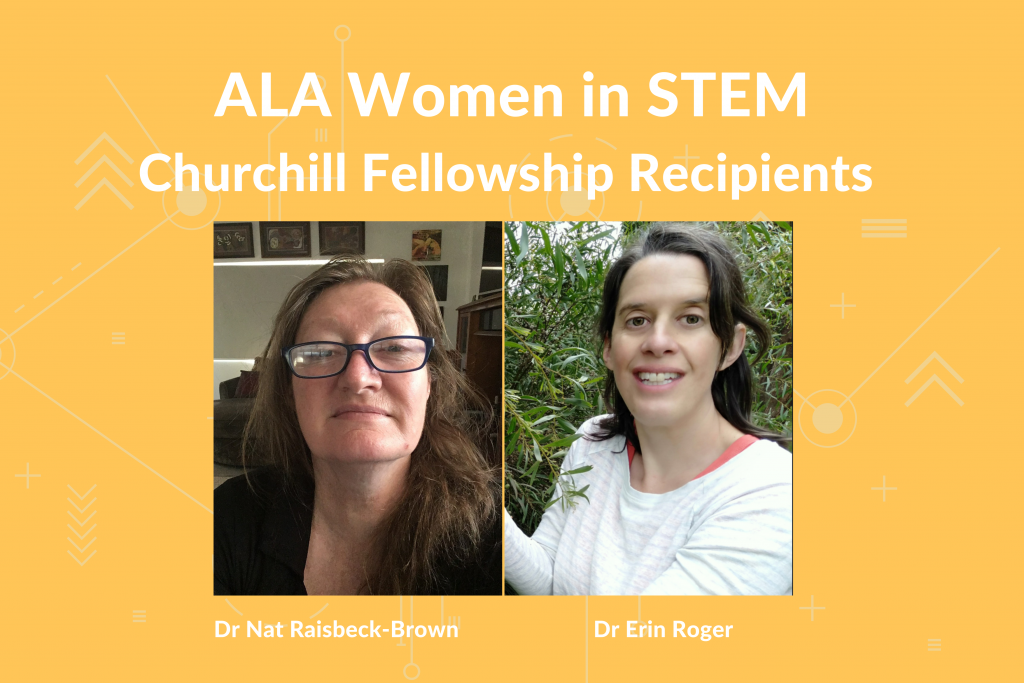 ALA Women in STEM
Churchill Fellowship Recipients
Dr Nat Raisbeck-Brown
Dr Erin Roger